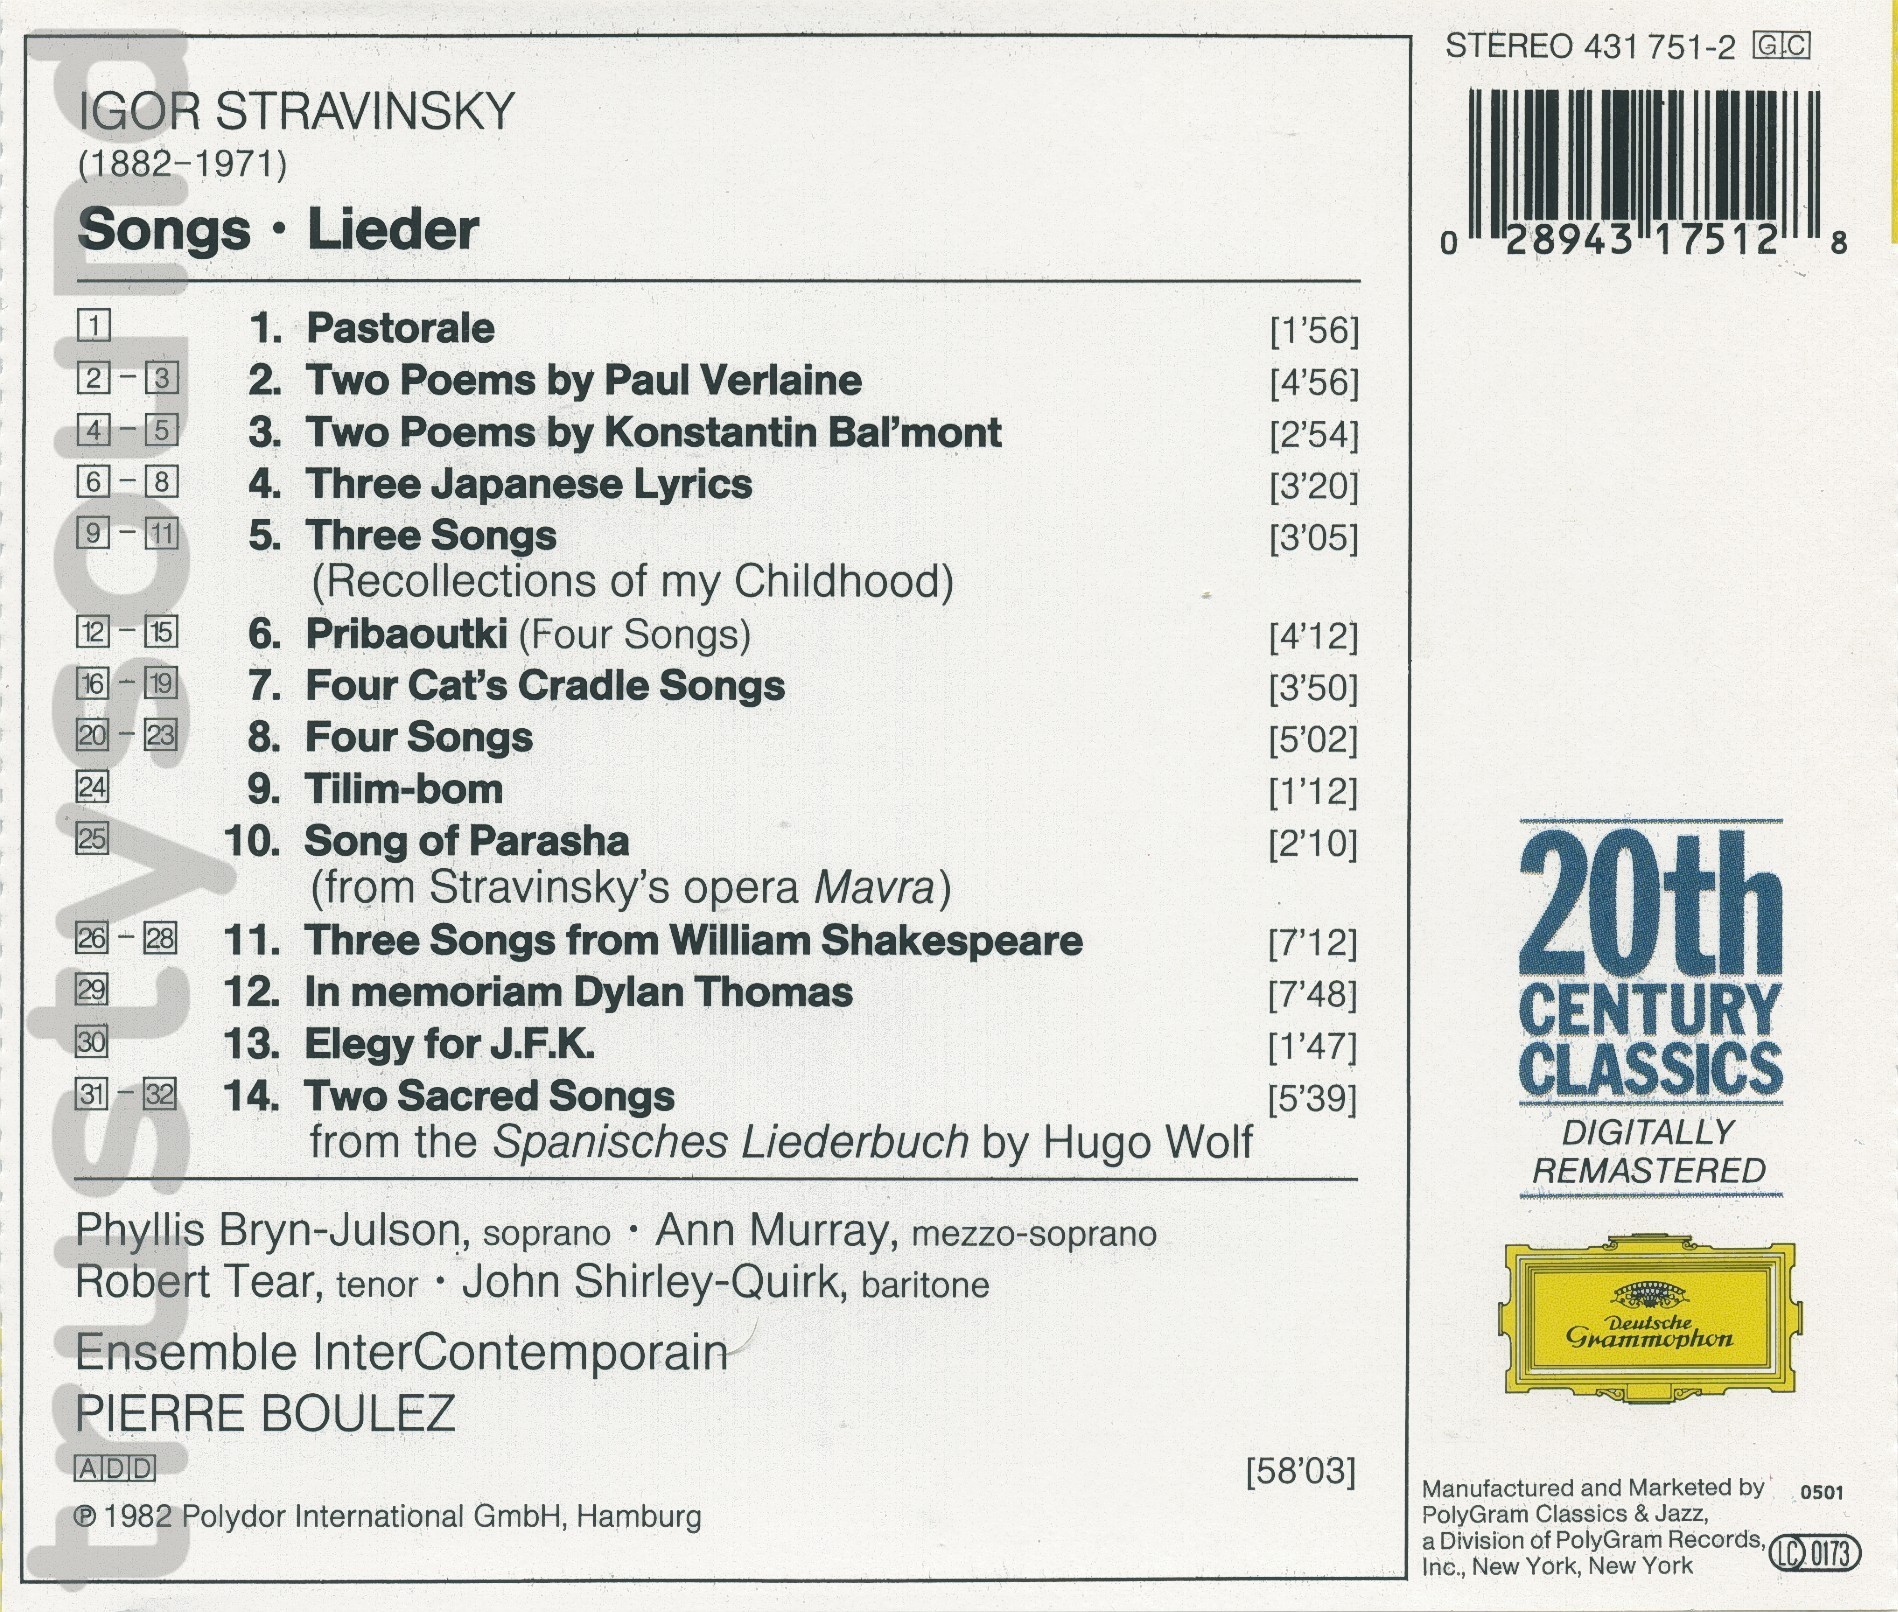 IGOR STRAVINSKY
(1882–1971)
Songs · Lieder
1 1. Pastorale [1'56]
2 – 3 2. Two Poems by Paul Verlaine [4'56]
4 – 5 3. Two Poems by Konstantin Bal'mont [2'54]
6 – 8 4. Three Japanese Lyrics [3'20]
9 – 11 5. Three Songs [3'05]
(Recollections of my Childhood)
12 – 15 6. Pribaoutki (Four Songs) [4'12]
16 – 19 7. Four Cat's Cradle Songs [3'50]
20 – 23 8. Four Songs [5'02]
24 9. Tilim-bom [1'12]
25 10. Song of Parasha [2'10]
(from Stravinsky's opera Mavra)
26 – 28 11. Three Songs from William Shakespeare [7'12]
29 12. In memoriam Dylan Thomas [7'48]
30 13. Elegy for J.F.K. [1'47]
31 – 32 14. Two Sacred Songs [5'39]
from the Spanisches Liederbuch by Hugo Wolf
Phyllis Bryn-Julson, soprano · Ann Murray, mezzo-soprano
Robert Tear, tenor · John Shirley-Quirk, baritone
Ensemble InterContemporain
PIERRE BOULEZ
ADD [58'03]
℗ 1982 Polydor International GmbH, Hamburg
STEREO 431 751-2 GC
0 28943 17512 8
20th
CENTURY
CLASSICS
DIGITALLY
REMASTERED
Deutsche
Grammophon
Manufactured and Marketed by 0501
PolyGram Classics & Jazz,
a Division of PolyGram Records,
Inc., New York, New York
LC 0173
trustysound